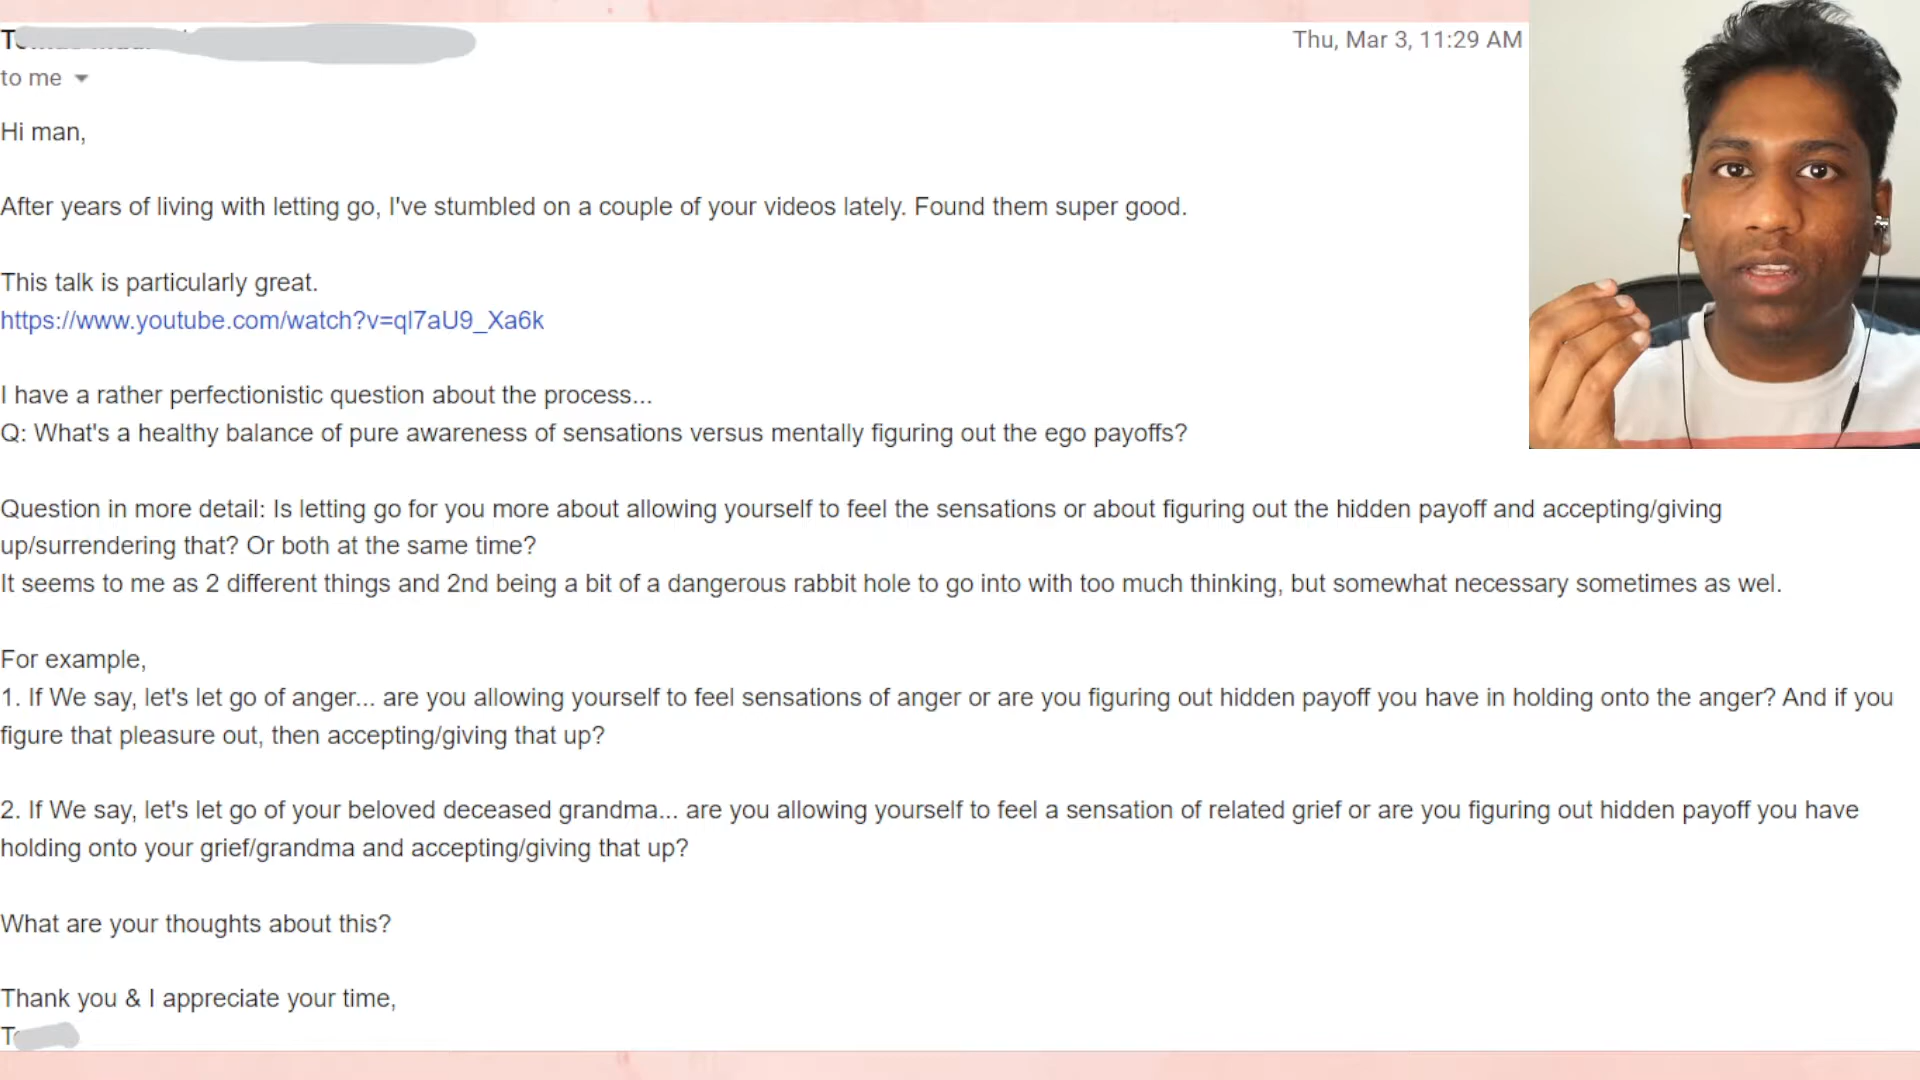 Thu, Mar 3, 11:29 AM
to me
Hi man,
After years of living with letting go, I've stumbled on a couple of your videos lately. Found them super good.
This talk is particularly great.
https://www.youtube.com/watch?v=ql7aU9_Xa6k
I have a rather perfectionistic question about the process...
Q: What's a healthy balance of pure awareness of sensations versus mentally figuring out the ego payoffs?
Question in more detail: Is letting go for you more about allowing yourself to feel the sensations or about figuring out the hidden payoff and accepting/giving
up/surrendering that? Or both at the same time?
It seems to me as 2 different things and 2nd being a bit of a dangerous rabbit hole to go into with too much thinking, but somewhat necessary sometimes as wel.
For example,
1. If We say, let's let go of anger... are you allowing yourself to feel sensations of anger or are you figuring out hidden payoff you have in holding onto the anger? And if you
figure that pleasure out, then accepting/giving that up?
2. If We say, let's let go of your beloved deceased grandma... are you allowing yourself to feel a sensation of related grief or are you figuring out hidden payoff you have
holding onto your grief/grandma and accepting/giving that up?
What are your thoughts about this?
Thank you & I appreciate your time,